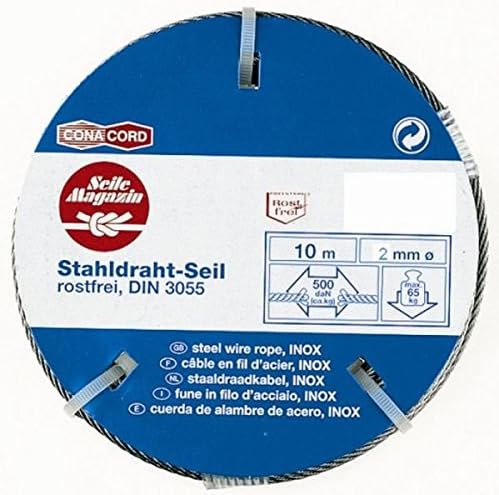 CONACORD
Seile
Magazin
Rost
frei
Stahldraht-Seil
rostfrei, DIN 3055
10 m
2 mm ø
500
daN
(ca.kg)
max.
65
kg
GB steel wire rope, INOX
F câble en fil d'acier, INOX
NL staaldraadkabel, INOX
I fune in filo d'acciaio, INOX
E cuerda de alambre de acero, INOX